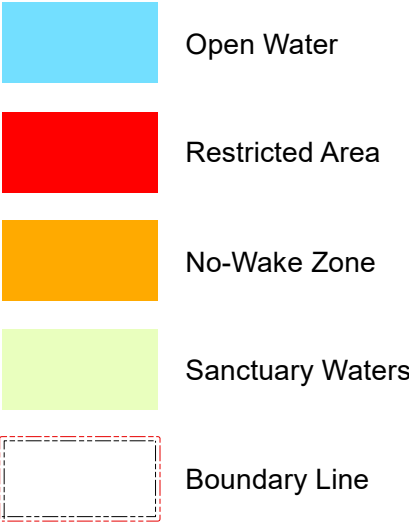 Open Water
Restricted Area
No-Wake Zone
Sanctuary Waters
Boundary Line